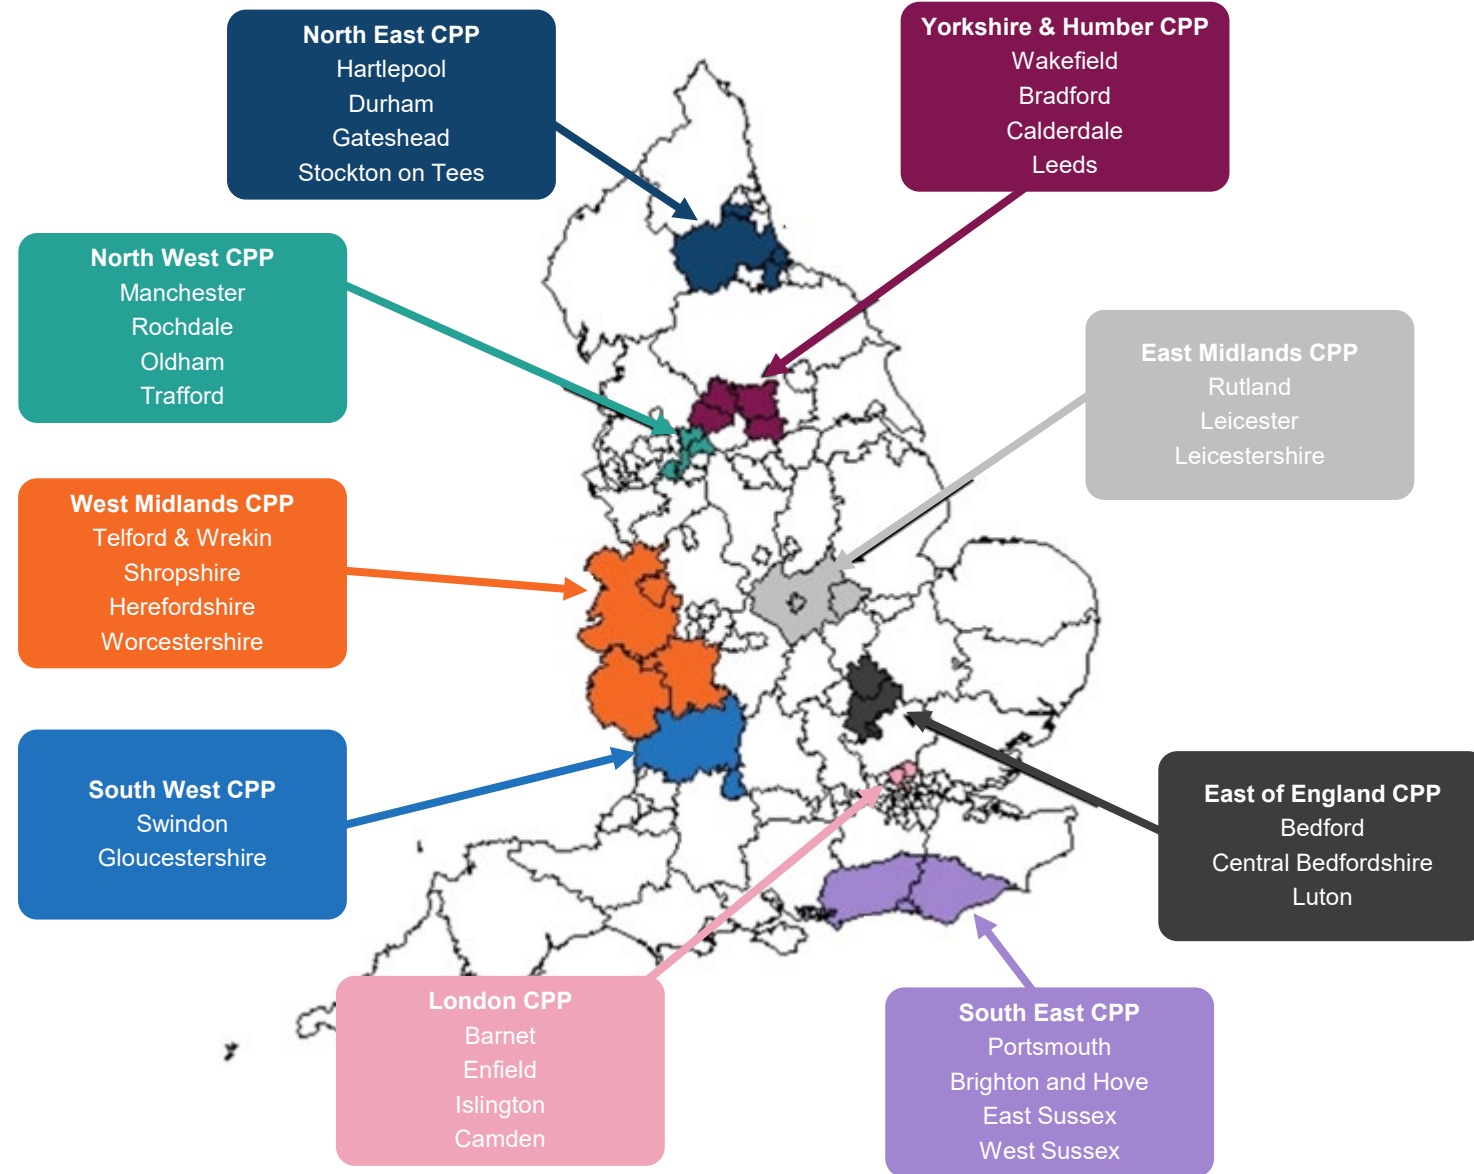 North East CPP
Hartlepool
Durham
Gateshead
Stockton on Tees
Yorkshire & Humber CPP
Wakefield
Bradford
Calderdale
Leeds
North West CPP
Manchester
Rochdale
Oldham
Trafford
East Midlands CPP
Rutland
Leicester
Leicestershire
West Midlands CPP
Telford & Wrekin
Shropshire
Herefordshire
Worcestershire
South West CPP
Swindon
Gloucestershire
East of England CPP
Bedford
Central Bedfordshire
Luton
London CPP
Barnet
Enfield
Islington
Camden
South East CPP
Portsmouth
Brighton and Hove
East Sussex
West Sussex